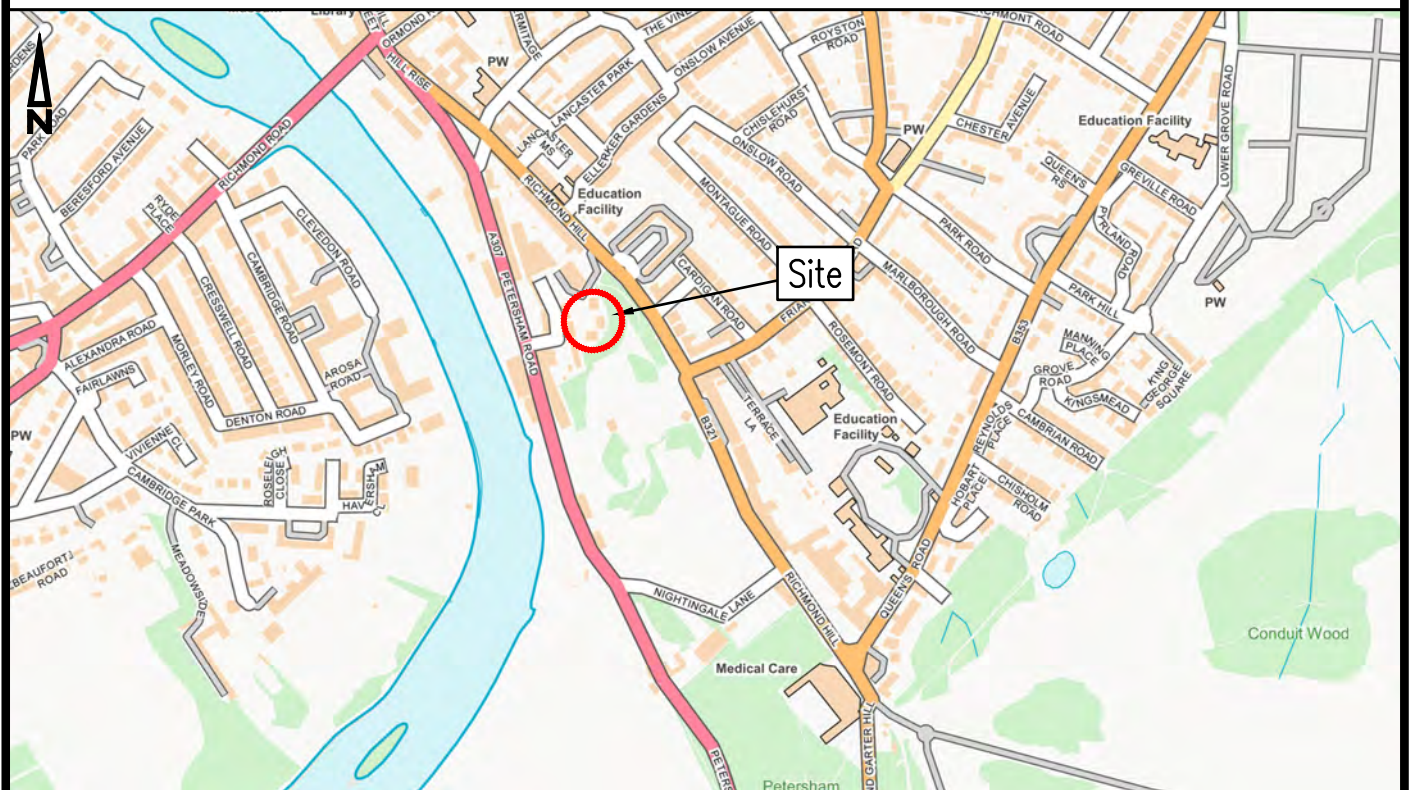 Library
ORMOND ROAD
HILL RISE
PW
THE VINE
ONSLOW AVENUE
ROYSTON
ROAD
LOWER GROVE ROAD
N
PARK ROAD
BERESFORD AVENUE
RICHMOND ROAD
LANCASTER PARK
ELLERKER GARDENS
CHISLEHURST
ROAD
PW
CHESTER AVENUE
Education Facility
QUEEN'S
RS
GREVILLE ROAD
RYDE
PLACE
CLEVEDON ROAD
RICHMOND HILL
Education
Facility
ONSLOW ROAD
MONTAGUE ROAD
PARK ROAD
PYRLAND
ROAD
CAMBRIDGE ROAD
CRESSWELL ROAD
A307
PETERSHAM ROAD
CARDIGAN ROAD
Site
MARLBOROUGH ROAD
PARK HILL
PW
ALEXANDRA ROAD
MORLEY ROAD
FAIRLAWNS
AROSA
ROAD
ROSEMONT ROAD
B353
MANNING
PLACE
GROVE
ROAD
KING
GEORGE
SQUARE
KINGSMEAD
DENTON ROAD
PW
VIVIENNE CL
B321
TERRACE
LA
Education
Facility
REYNOLDS
PLACE
CAMBRIAN ROAD
CAMBRIDGE PARK
ROSELEIGH
CLOSE
HAVERSHAM
CL
HOBART
PLACE
CHISHOLM
ROAD
BEAUFORT
ROAD
MEADOWSIDE
NIGHTINGALE LANE
RICHMOND HILL
QUEEN'S ROAD
Conduit Wood
Medical Care
Petersham